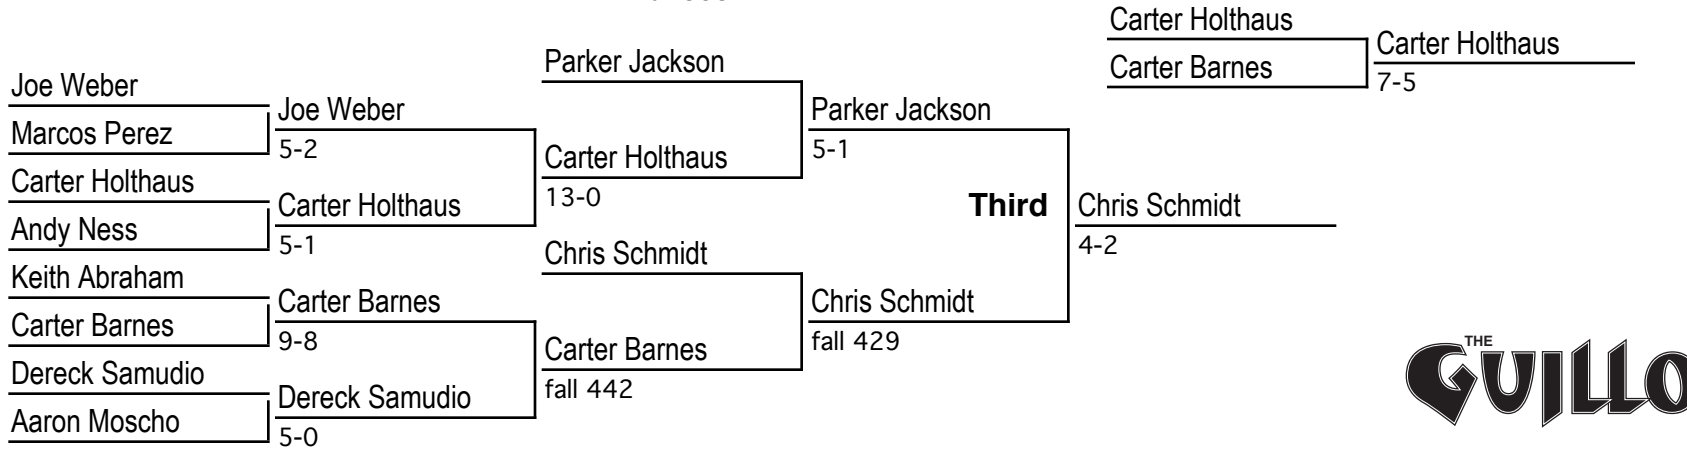 Carter Holthaus
Carter Barnes
Carter Holthaus
7-5
Joe Weber
Marcos Perez
Carter Holthaus
Andy Ness
Keith Abraham
Carter Barnes
Dereck Samudio
Aaron Moscho
Joe Weber
5-2
Carter Holthaus
5-1
Carter Barnes
9-8
Dereck Samudio
5-0
Parker Jackson
Carter Holthaus
13-0
Chris Schmidt
Carter Barnes
fall 442
Parker Jackson
5-1
Chris Schmidt
fall 429
Third
Chris Schmidt
4-2
THE
GUILLO